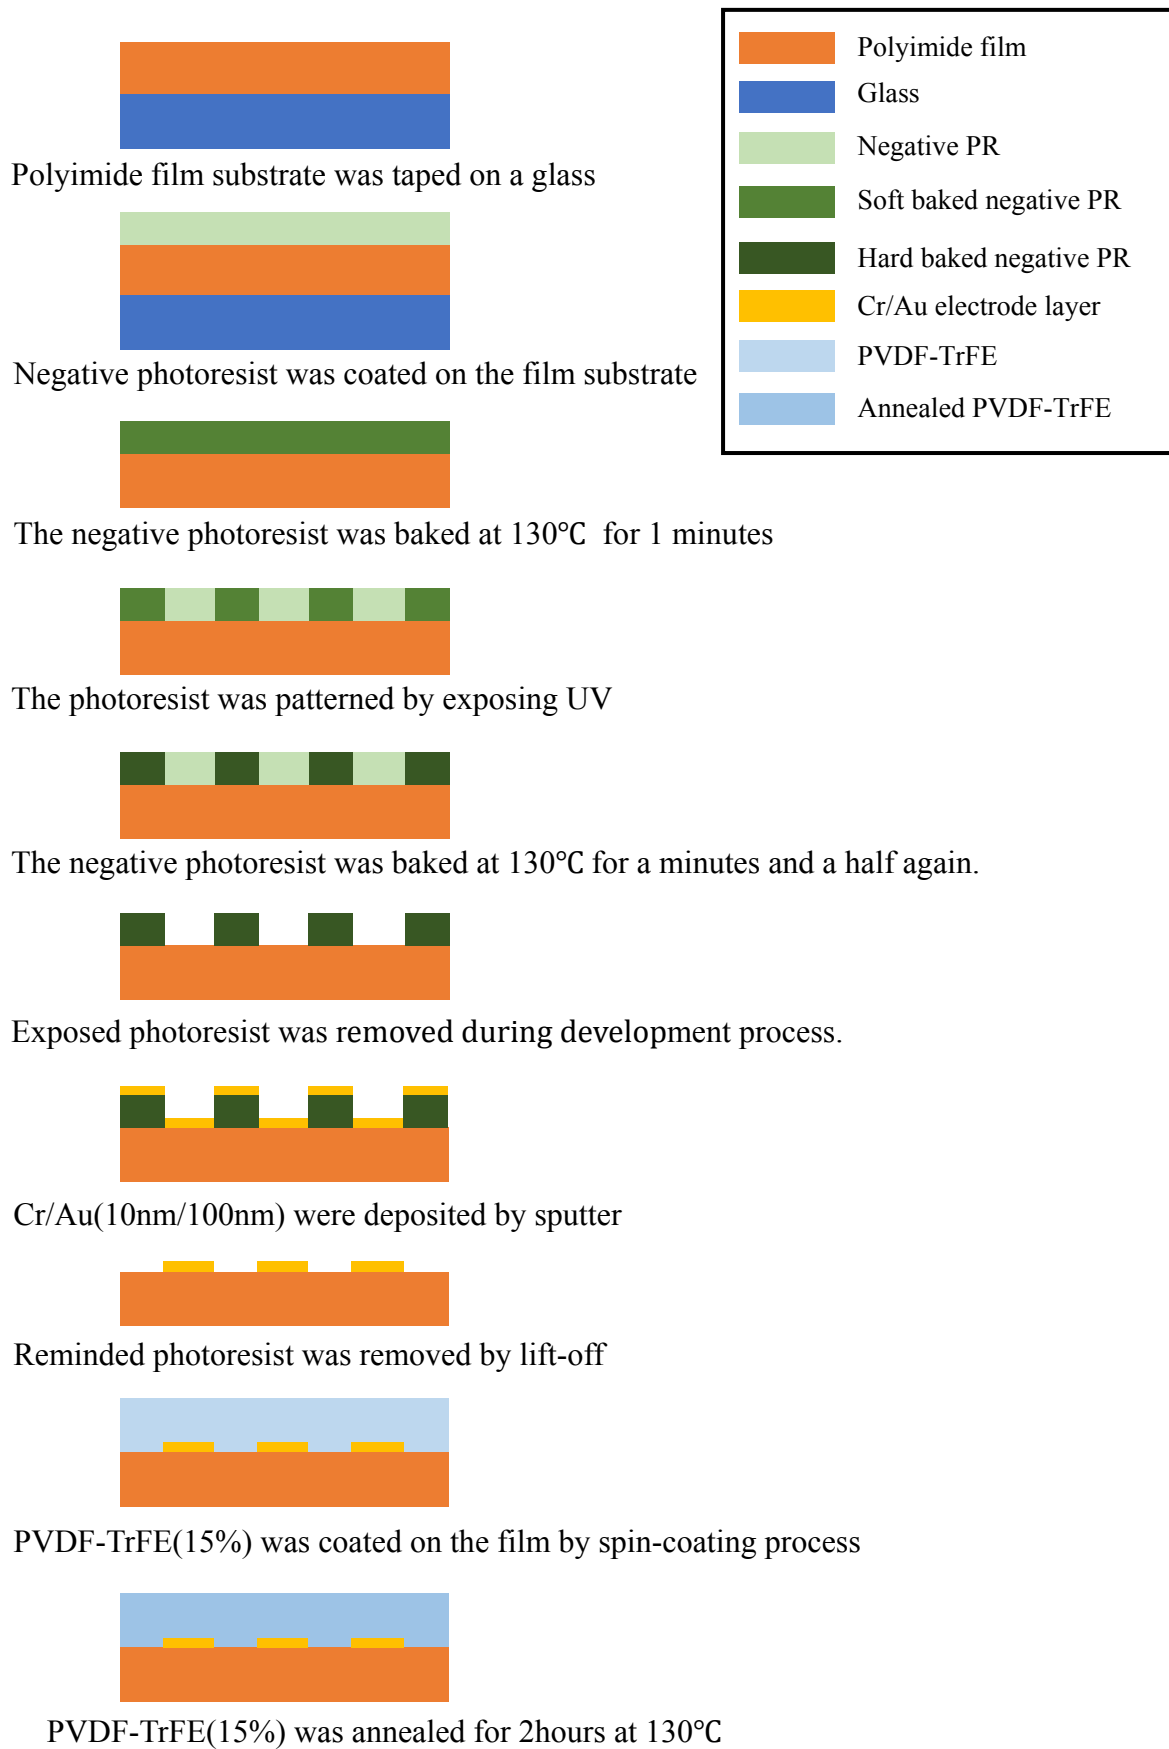 Polyimide film
Glass
Negative PR
Soft baked negative PR
Hard baked negative PR
Cr/Au electrode layer
PVDF-TrFE
Annealed PVDF-TrFE
Polyimide film substrate was taped on a glass
Negative photoresist was coated on the film substrate
The negative photoresist was baked at 130℃ for 1 minutes
The photoresist was patterned by exposing UV
The negative photoresist was baked at 130℃ for a minutes and a half again.
Exposed photoresist was removed during development process.
Cr/Au(10nm/100nm) were deposited by sputter
Reminded photoresist was removed by lift-off
PVDF-TrFE(15%) was coated on the film by spin-coating process
PVDF-TrFE(15%) was annealed for 2hours at 130℃